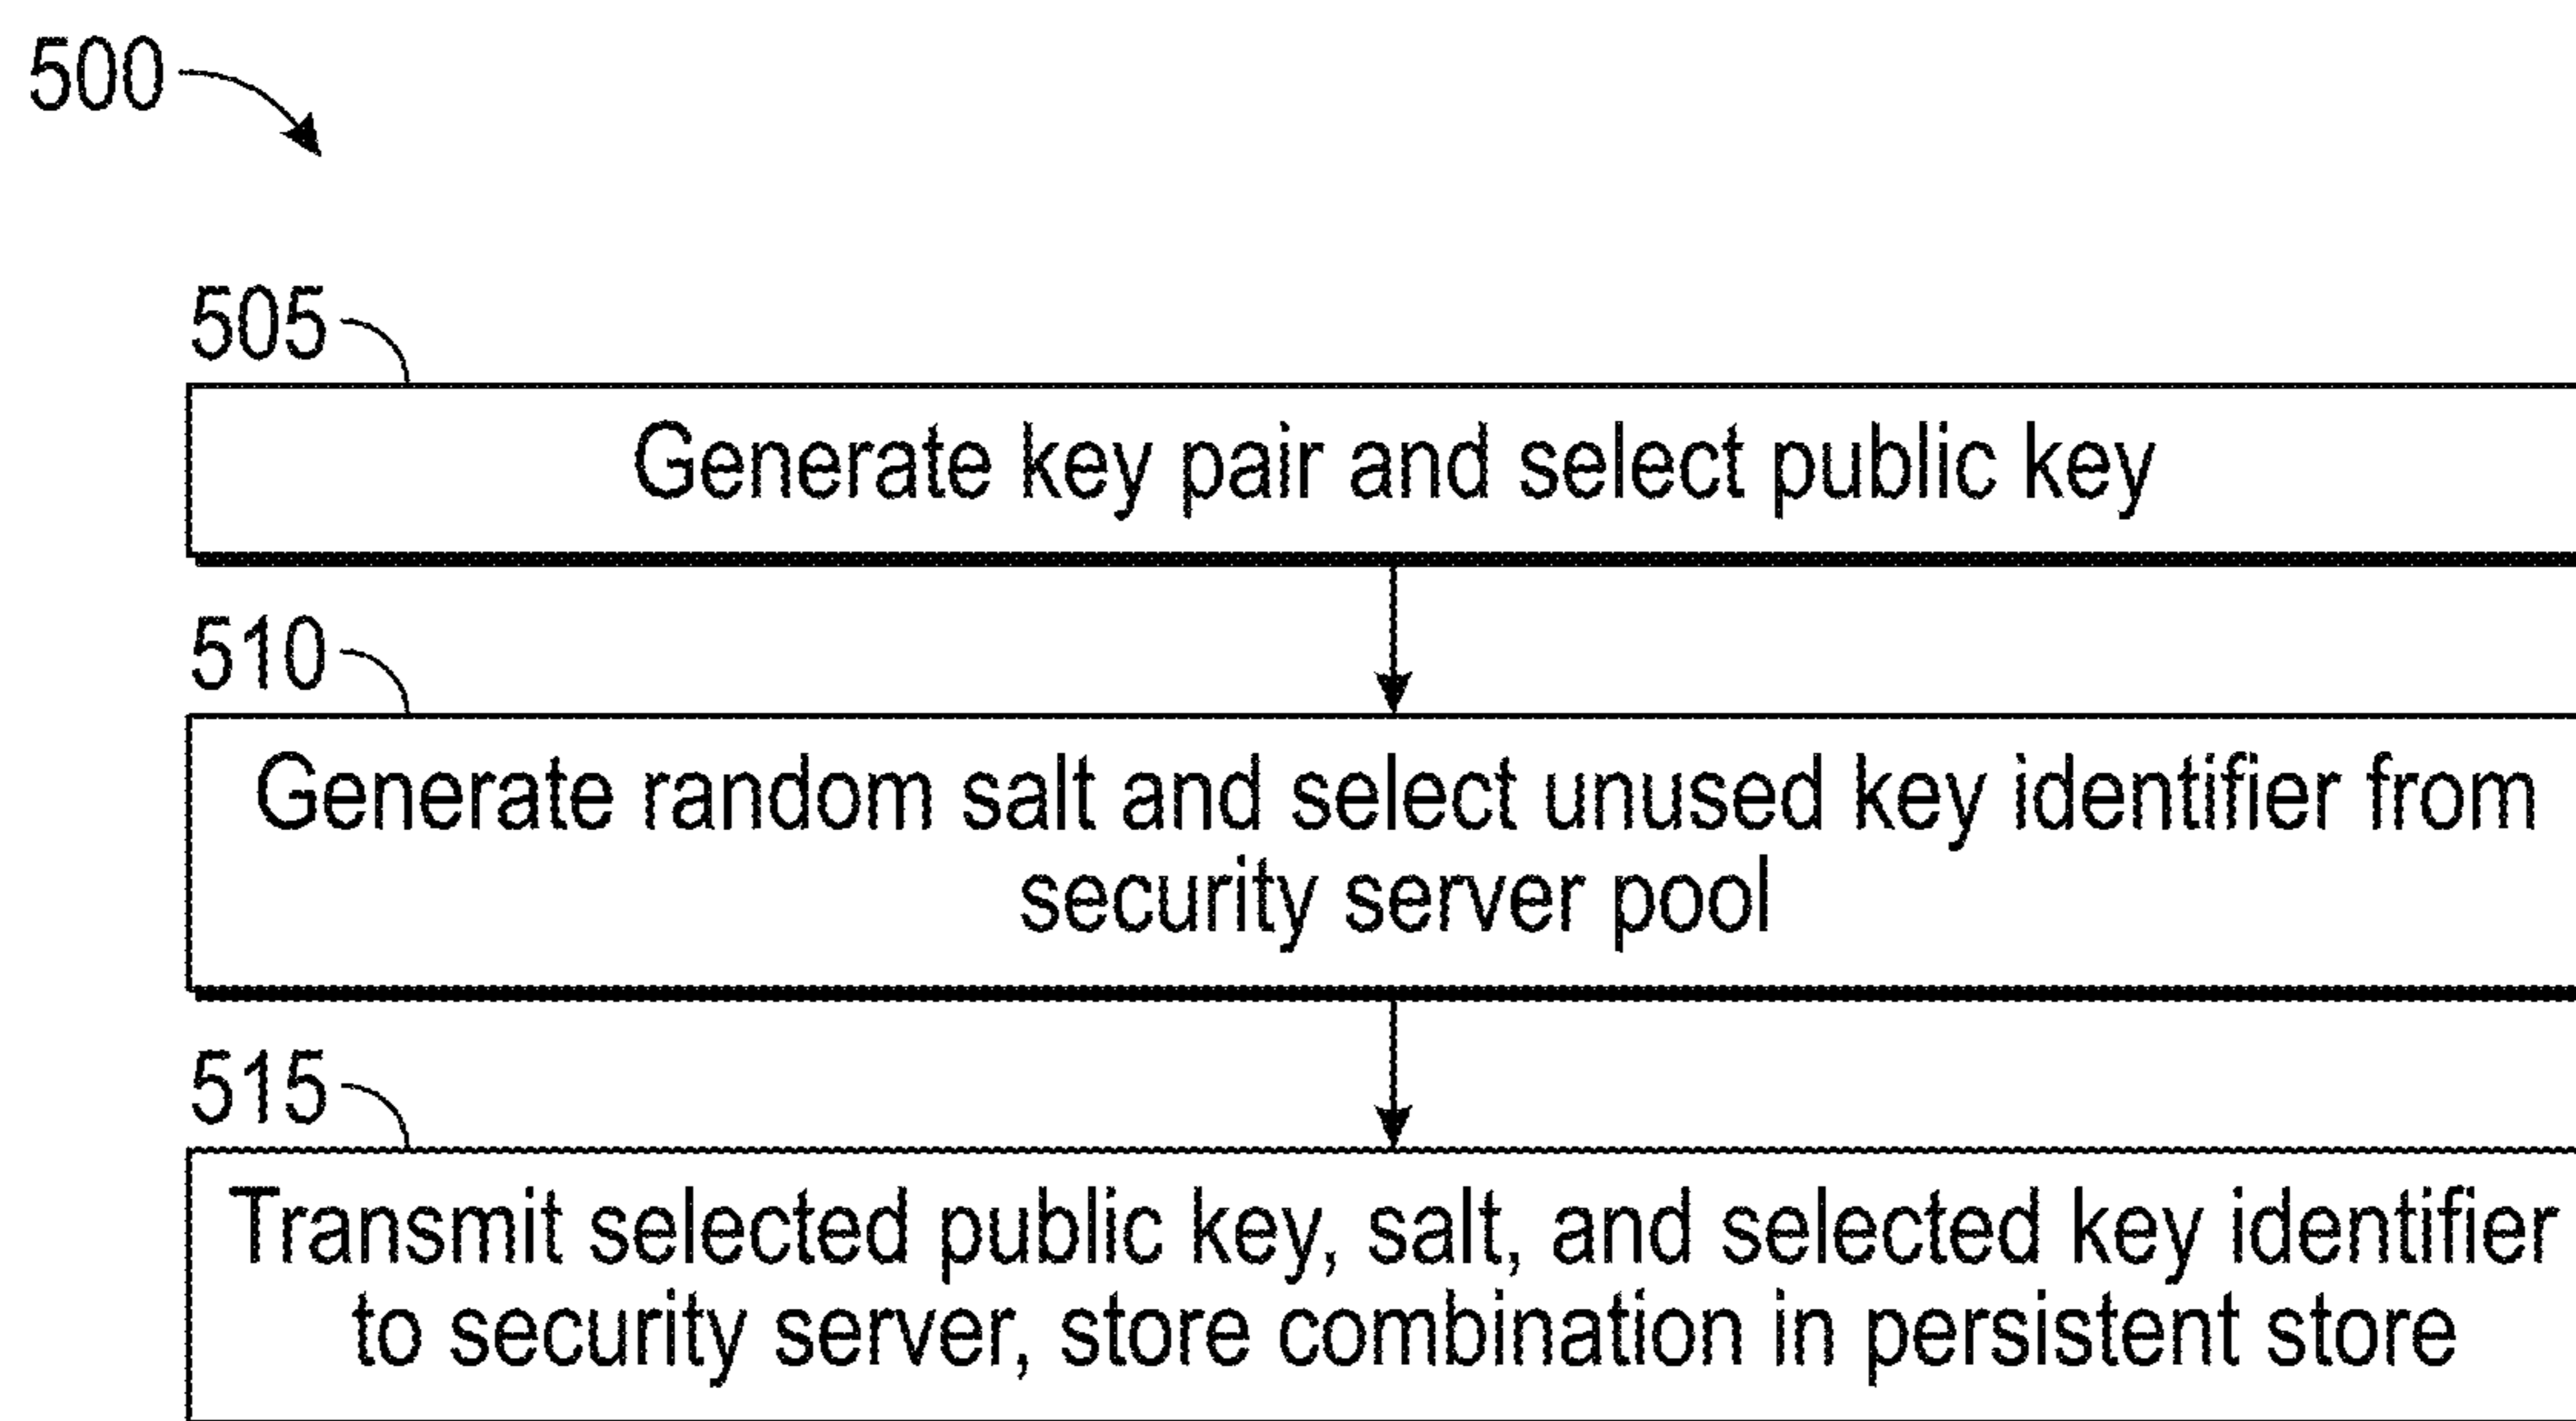 500
505
Generate key pair and select public key
510
Generate random salt and select unused key identifier from
security server pool
515
Transmit selected public key, salt, and selected key identifier
to security server, store combination in persistent store